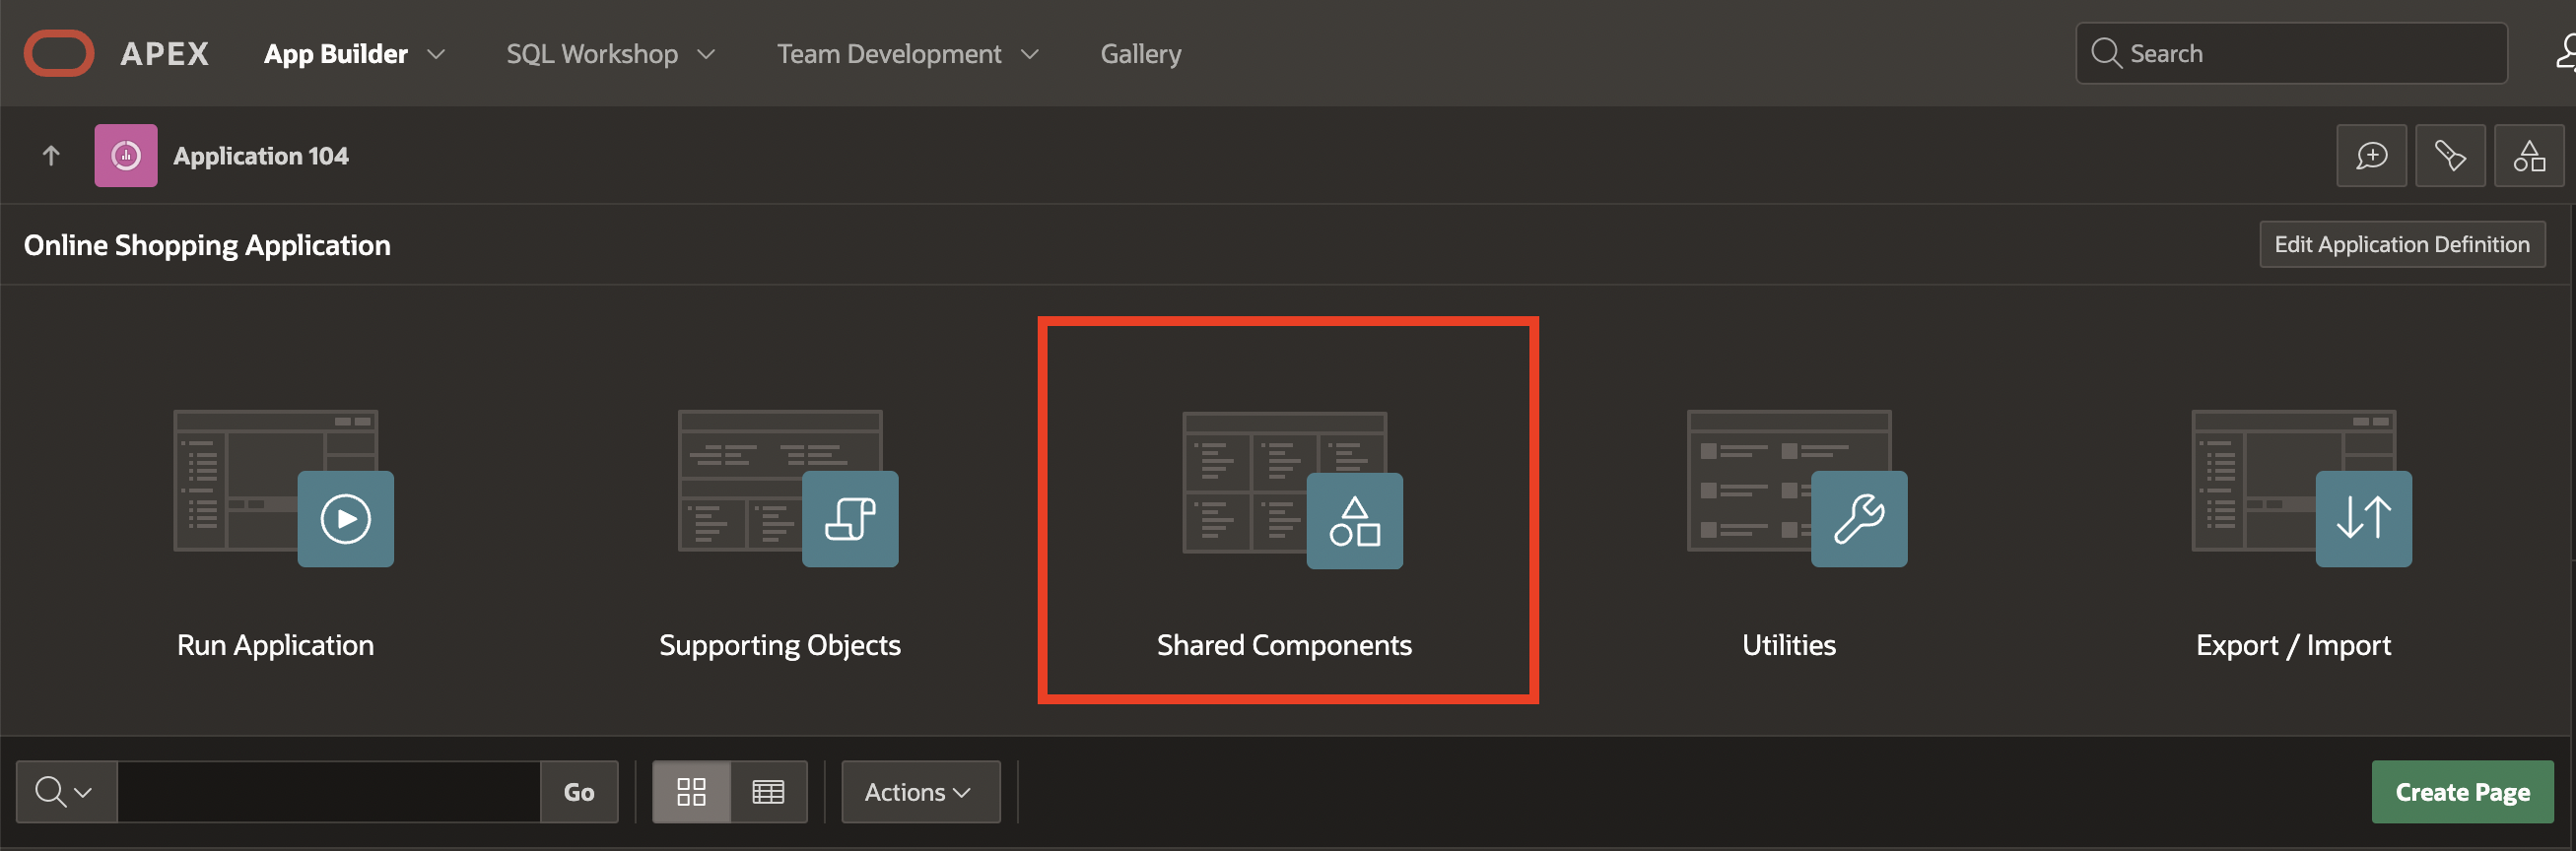 APEX App Builder SQL Workshop Team Development Gallery Search
Application 104
Online Shopping Application Edit Application Definition
Run Application Supporting Objects Shared Components Utilities Export / Import
Go Actions Create Page